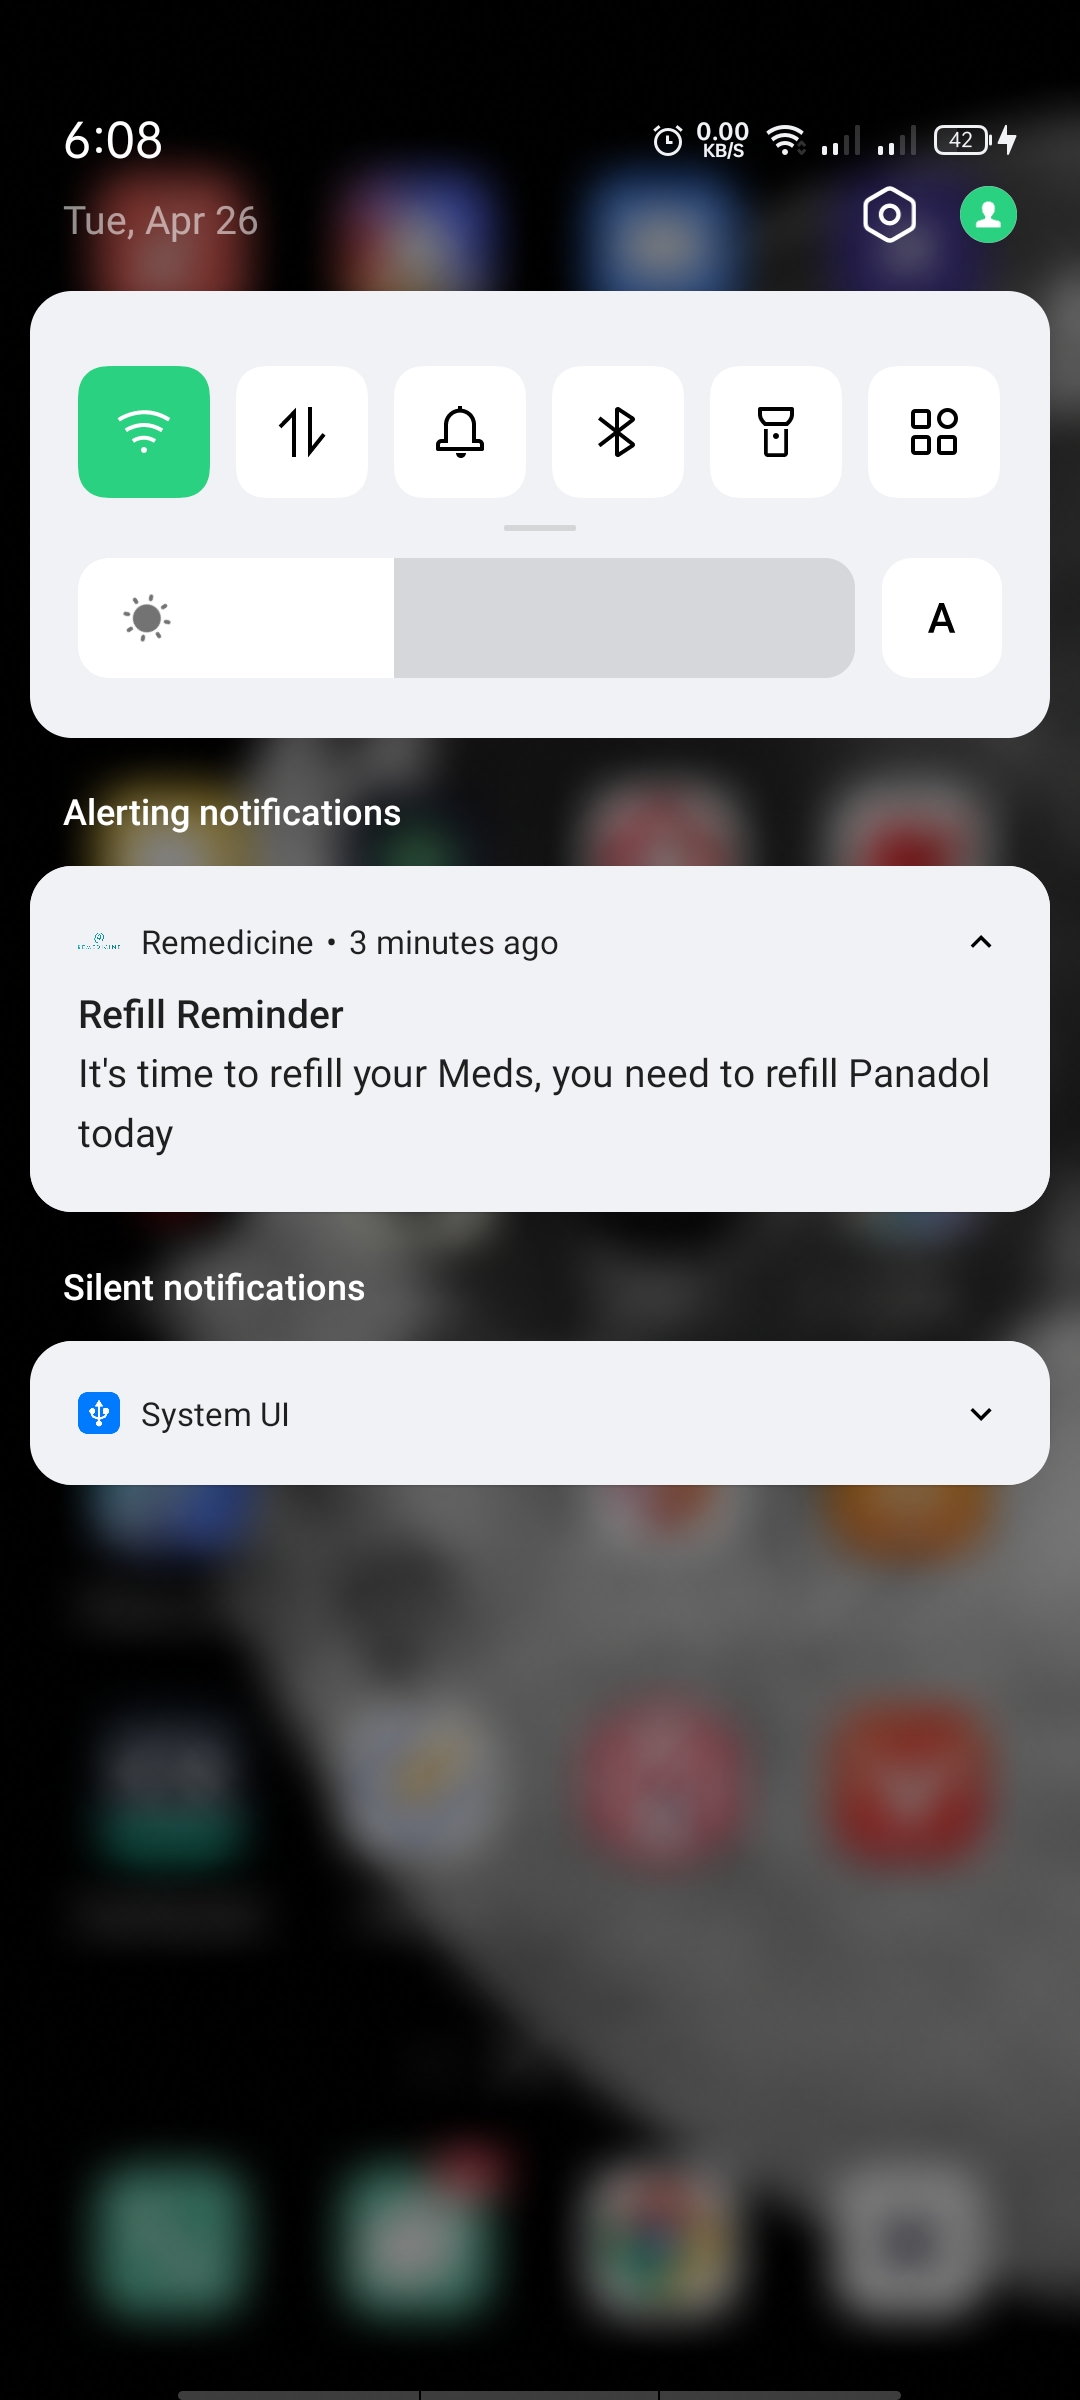 6:08
0.00
KB/S
42
Tue, Apr 26
A
Alerting notifications
REMEDICINE
Remedicine • 3 minutes ago
Refill Reminder
It's time to refill your Meds, you need to refill Panadol
today
Silent notifications
System UI